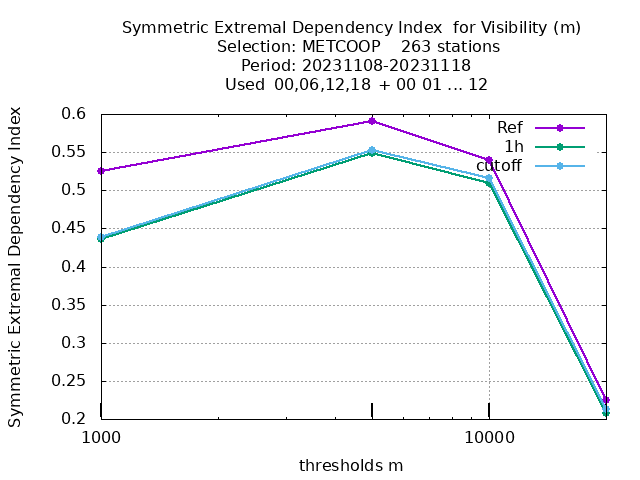 Symmetric Extremal Dependency Index  for Visibility (m)
Selection: METCOOP    263 stations
Period: 20231108-20231118
Used  00,06,12,18  + 00 01 ... 12
Symmetric Extremal Dependency Index
0.6
0.55
0.5
0.45
0.4
0.35
0.3
0.25
0.2
Ref
1h
cutoff
1000
10000
thresholds m